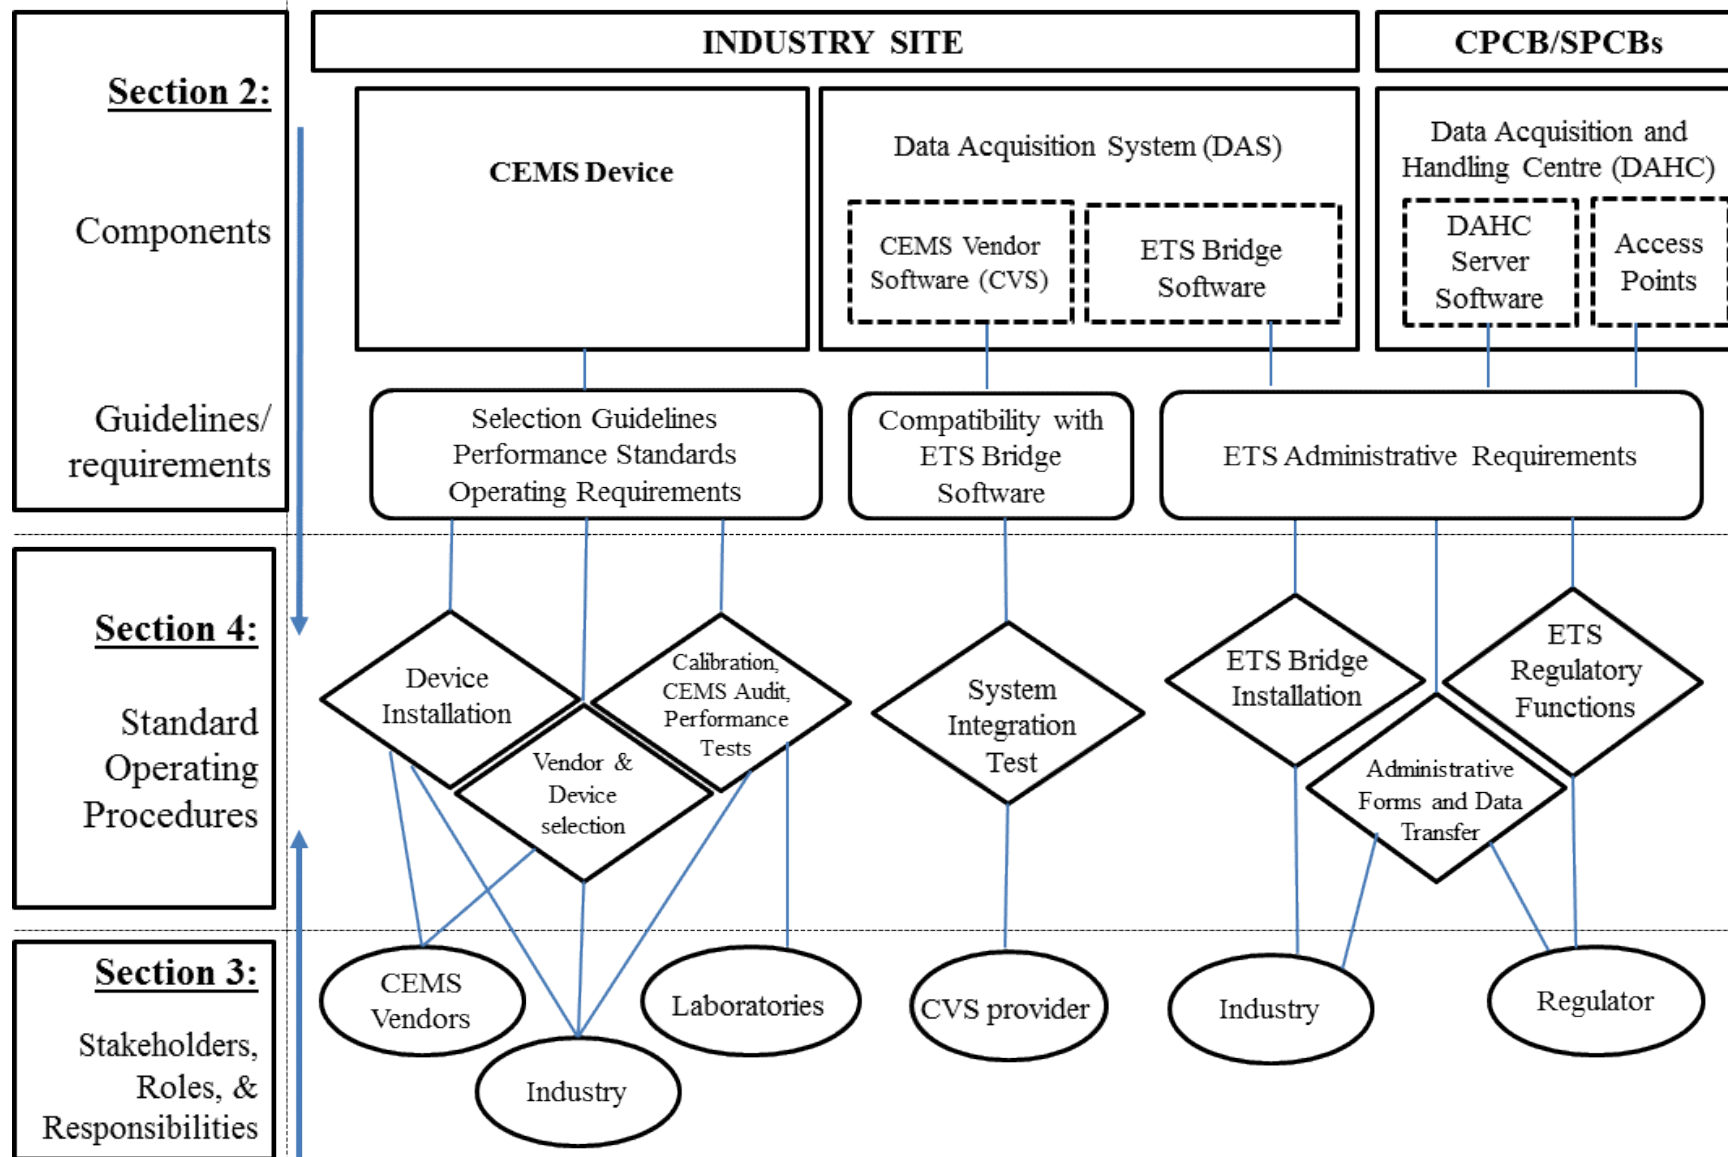 INDUSTRY SITE
CPCB/SPCBs
Section 2:
Components
Guidelines/
requirements
CEMS Device
Data Acquisition System (DAS)
CEMS Vendor
Software (CVS)
ETS Bridge
Software
Data Acquisition and
Handling Centre (DAHC)
DAHC
Server
Software
Access
Points
Selection Guidelines
Performance Standards
Operating Requirements
Compatibility with
ETS Bridge
Software
ETS Administrative Requirements
Section 4:
Standard
Operating
Procedures
Device
Installation
Vendor &
Device
selection
Calibration,
CEMS Audit,
Performance
Tests
System
Integration
Test
ETS Bridge
Installation
Administrative
Forms and Data
Transfer
ETS
Regulatory
Functions
Section 3:
Stakeholders,
Roles, &
Responsibilities
CEMS
Vendors
Industry
Laboratories
CVS provider
Industry
Regulator